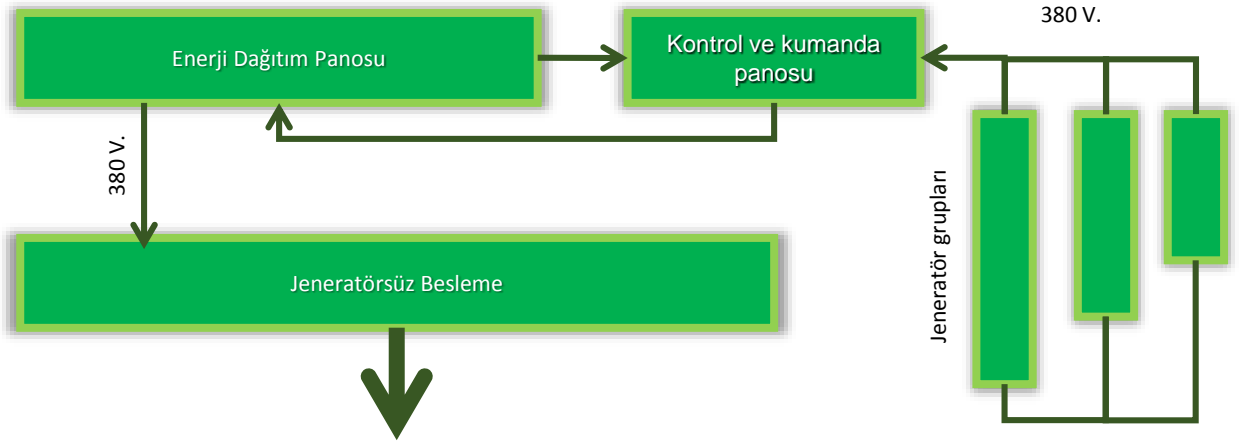 380 V.
Enerji Dağıtım Panosu
Kontrol ve kumanda
panosu
380 V.
Jeneratör grupları
Jeneratörsüz Besleme